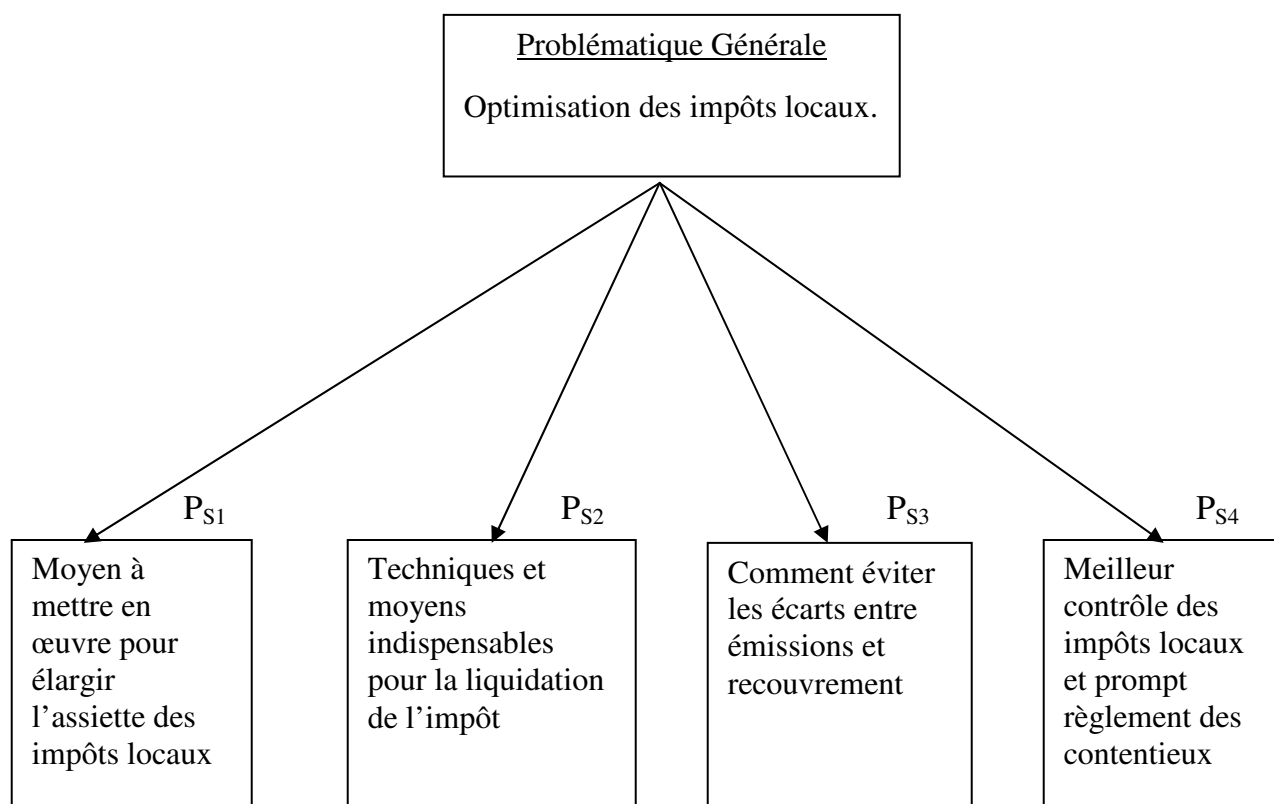 Problématique Générale
Optimisation des impôts locaux.
PS1
PS2
PS3
PS4
Moyen à
mettre en
œuvre pour
élargir
l’assiette des
impôts locaux
Techniques et
moyens
indispensables
pour la liquidation
de l’impôt
Comment éviter
les écarts entre
émissions et
recouvrement
Meilleur
contrôle des
impôts locaux
et prompt
règlement des
contentieux